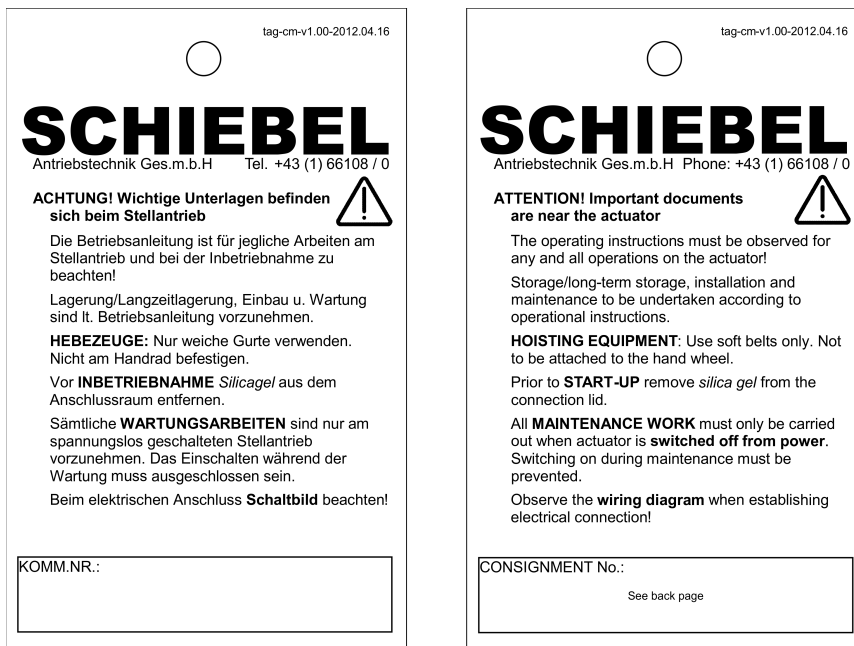 tag-cm-v1.00-2012.04.16
SCHIEBEL
Antriebstechnik Ges.m.b.H Tel. +43 (1) 66108 / 0
ACHTUNG! Wichtige Unterlagen befinden
sich beim Stellantrieb
Die Betriebsanleitung ist für jegliche Arbeiten am
Stellantrieb und bei der Inbetriebnahme zu
beachten!
Lagerung/Langzeitlagerung, Einbau u. Wartung
sind lt. Betriebsanleitung vorzunehmen.
HEBEZEUGE: Nur weiche Gurte verwenden.
Nicht am Handrad befestigen.
Vor INBETRIEBNAHME Silicagel aus dem
Anschlussraum entfernen.
Sämtliche WARTUNGSARBEITEN sind nur am
spannungslos geschalteten Stellantrieb
vorzunehmen. Das Einschalten während der
Wartung muss ausgeschlossen sein.
Beim elektrischen Anschluss Schaltbild beachten!
KOMM.NR.:
tag-cm-v1.00-2012.04.16
SCHIEBEL
Antriebstechnik Ges.m.b.H Phone: +43 (1) 66108 / 0
ATTENTION! Important documents
are near the actuator
The operating instructions must be observed for
any and all operations on the actuator!
Storage/long-term storage, installation and
maintenance to be undertaken according to
operational instructions.
HOISTING EQUIPMENT: Use soft belts only. Not
to be attached to the hand wheel.
Prior to START-UP remove silica gel from the
connection lid.
All MAINTENANCE WORK must only be carried
out when actuator is switched off from power.
Switching on during maintenance must be
prevented.
Observe the wiring diagram when establishing
electrical connection!
CONSIGNMENT No.:
See back page